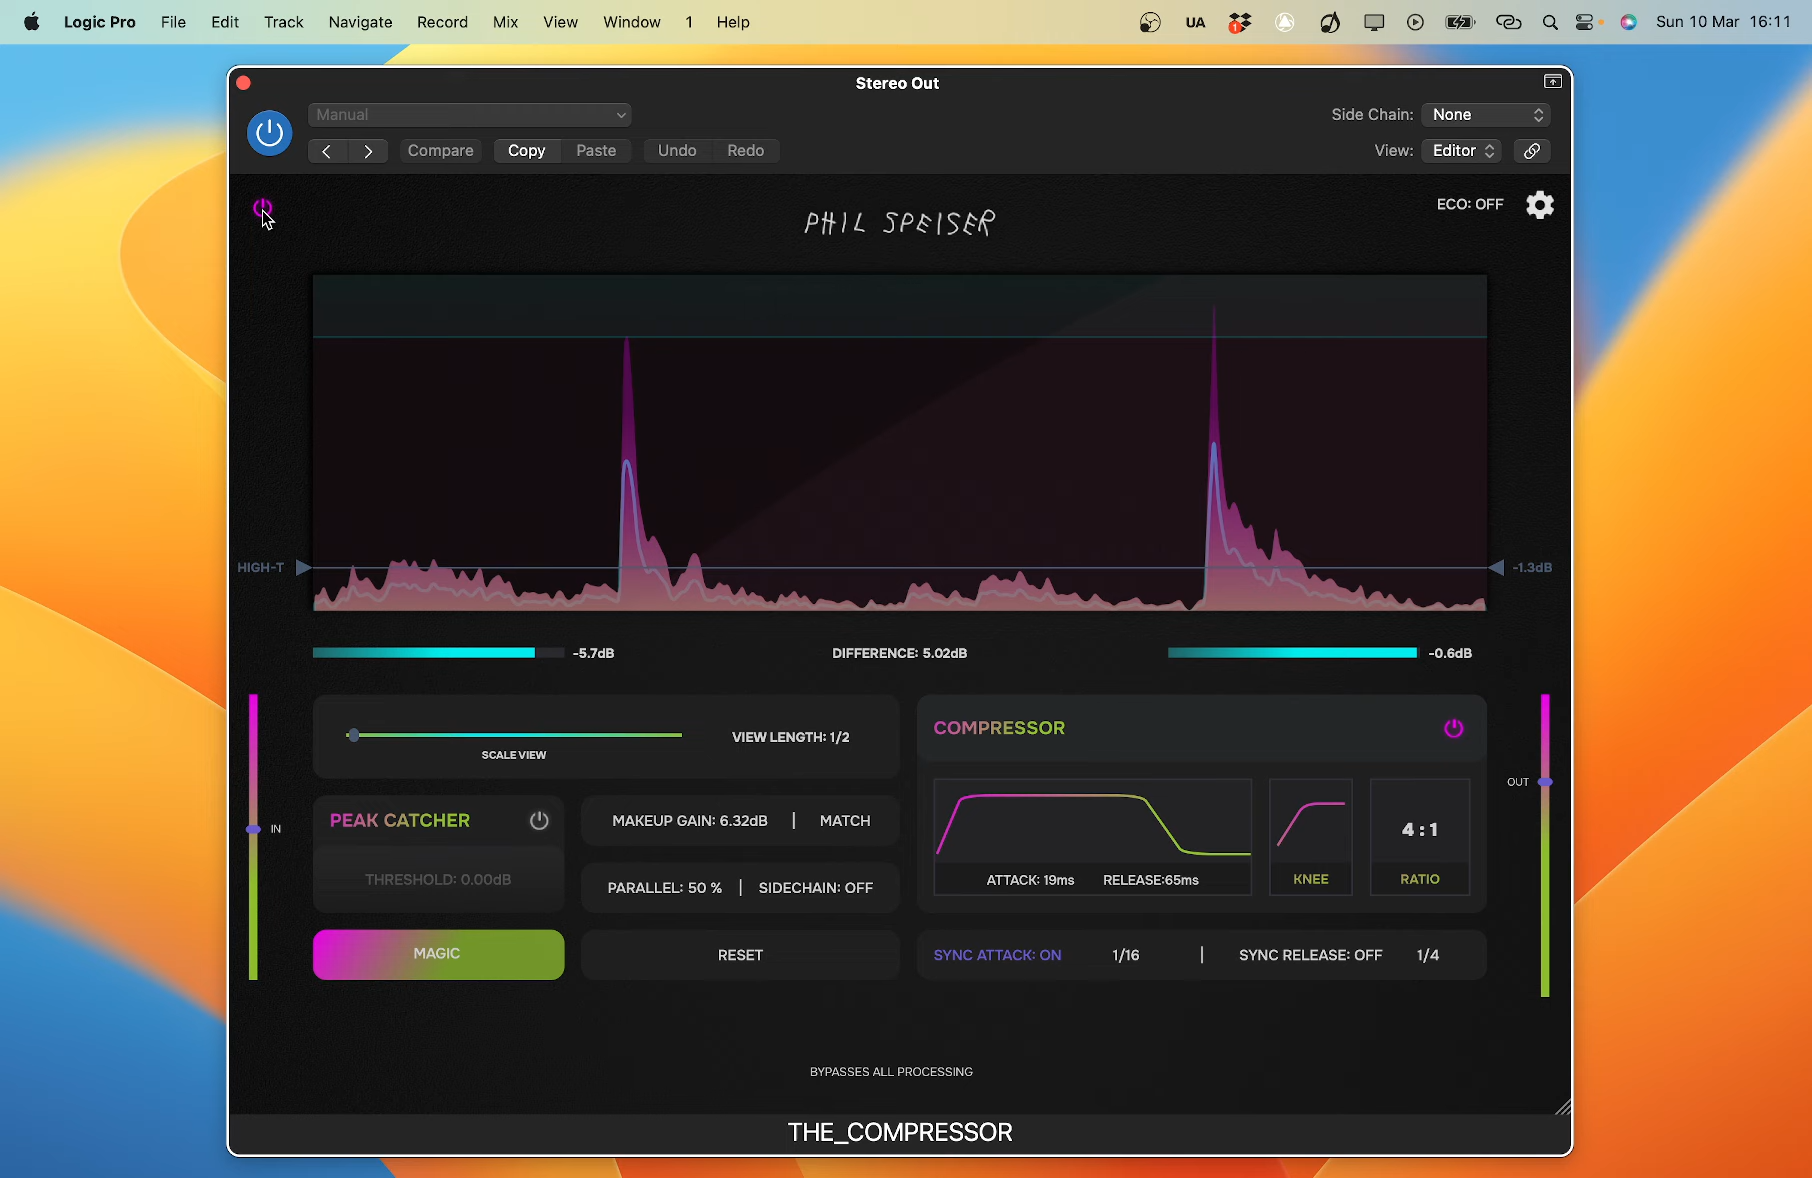 Logic Pro File Edit Track Navigate Record Mix View Window 1 Help UA 1 Sun 10 Mar 16:11
Stereo Out
Manual Side Chain: None
Compare Copy Paste Undo Redo View: Editor
PHIL SPEISER ECO: OFF
HIGH-T -1.3dB
-5.7dB DIFFERENCE: 5.02dB -0.6dB
SCALE VIEW VIEW LENGTH: 1/2
COMPRESSOR
IN
OUT
PEAK CATCHER
THRESHOLD: 0.00dB
MAKEUP GAIN: 6.32dB | MATCH
PARALLEL: 50 % | SIDECHAIN: OFF
ATTACK: 19ms RELEASE:65ms
KNEE
4 : 1
RATIO
MAGIC
RESET
SYNC ATTACK: ON 1/16 | SYNC RELEASE: OFF 1/4
BYPASSES ALL PROCESSING
THE_COMPRESSOR